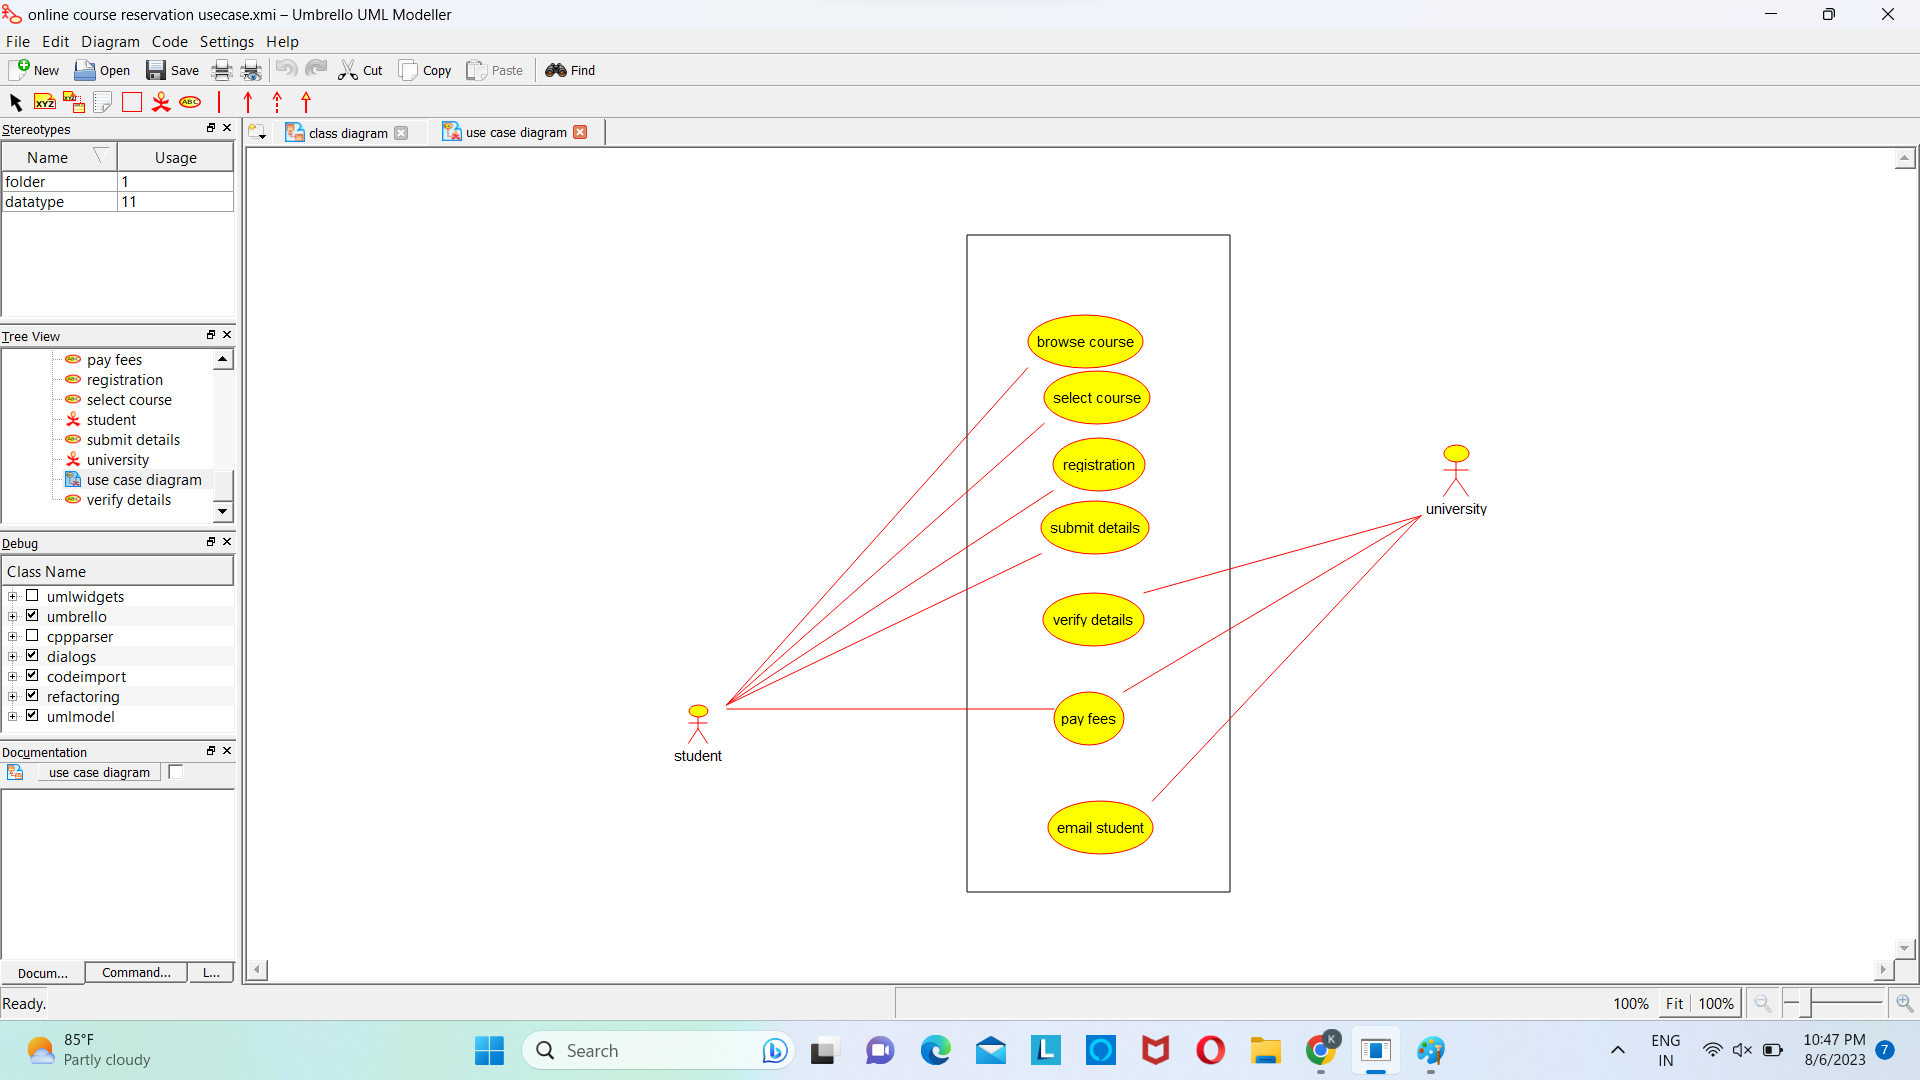 online course reservation usecase.xmi – Umbrello UML Modeller
File Edit Diagram Code Settings Help
New Open Save Cut Copy Paste Find
XYZ XYZ ABC
Stereotypes
class diagram use case diagram
Name Usage
folder 1
datatype 11
Tree View
pay fees
registration
select course
student
submit details
university
use case diagram
verify details
Debug
Class Name
umlwidgets
umbrello
cppparser
dialogs
codeimport
refactoring
umlmodel
Documentation
use case diagram
Docum... Command... L...
browse course
select course
registration
submit details
verify details
pay fees
email student
university
student
Ready.
100% Fit 100%
85°F
Partly cloudy
Search
L
K
ENG
IN
10:47 PM
8/6/2023
7